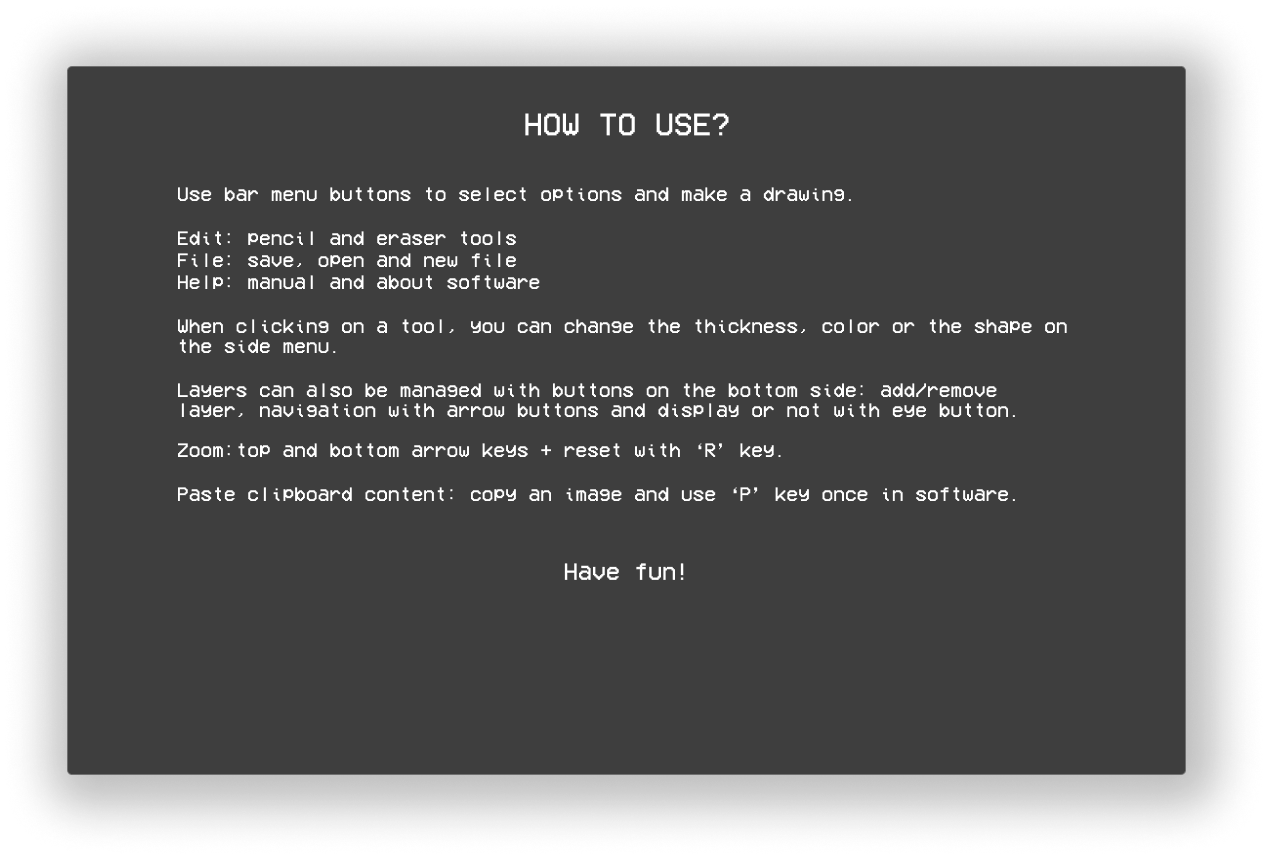 HOW TO USE?
Use bar menu buttons to select options and make a drawing.
Edit: pencil and eraser tools
File: save, open and new file
Help: manual and about software
When clicking on a tool, you can change the thickness, color or the shape on
the side menu.
Layers can also be managed with buttons on the bottom side: add/remove
layer, navigation with arrow buttons and display or not with eye button.
Zoom:top and bottom arrow keys + reset with ‘R’ key.
Paste clipboard content: copy an image and use ‘P’ key once in software.
Have fun!